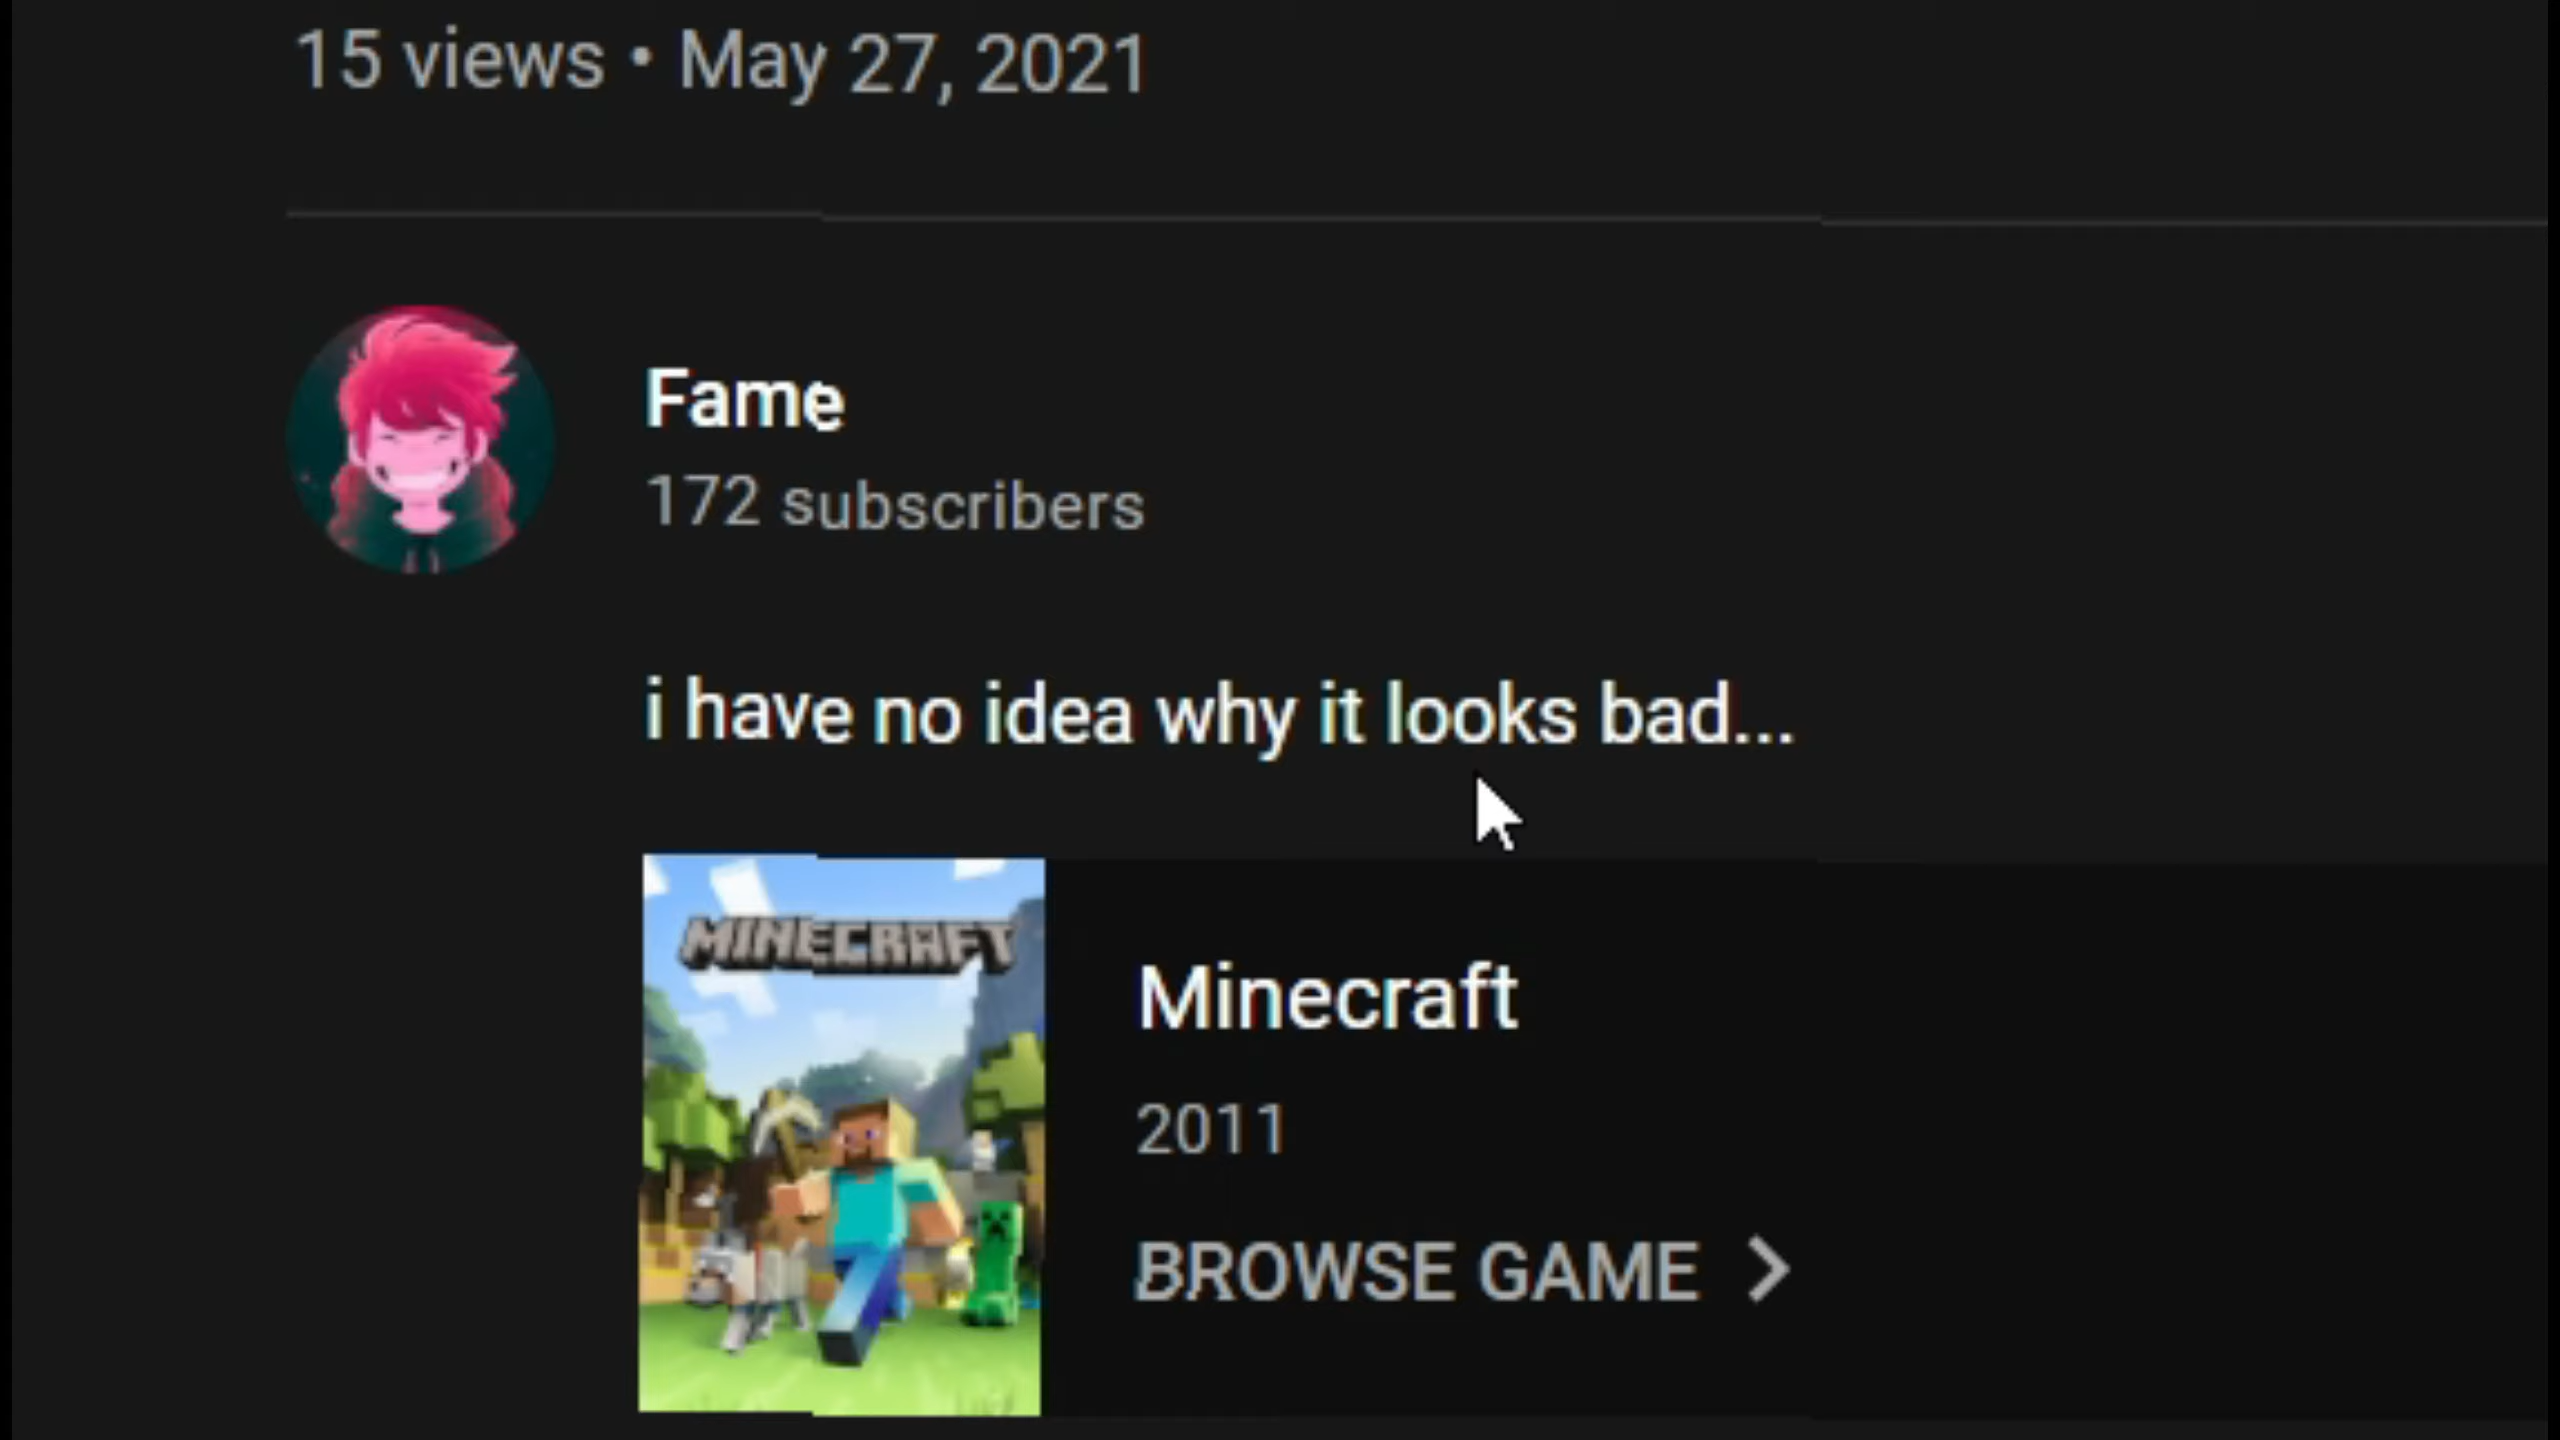 15 views • May 27, 2021
Fame
172 subscribers
i have no idea why it looks bad...
MINECRAFT
Minecraft
2011
BROWSE GAME